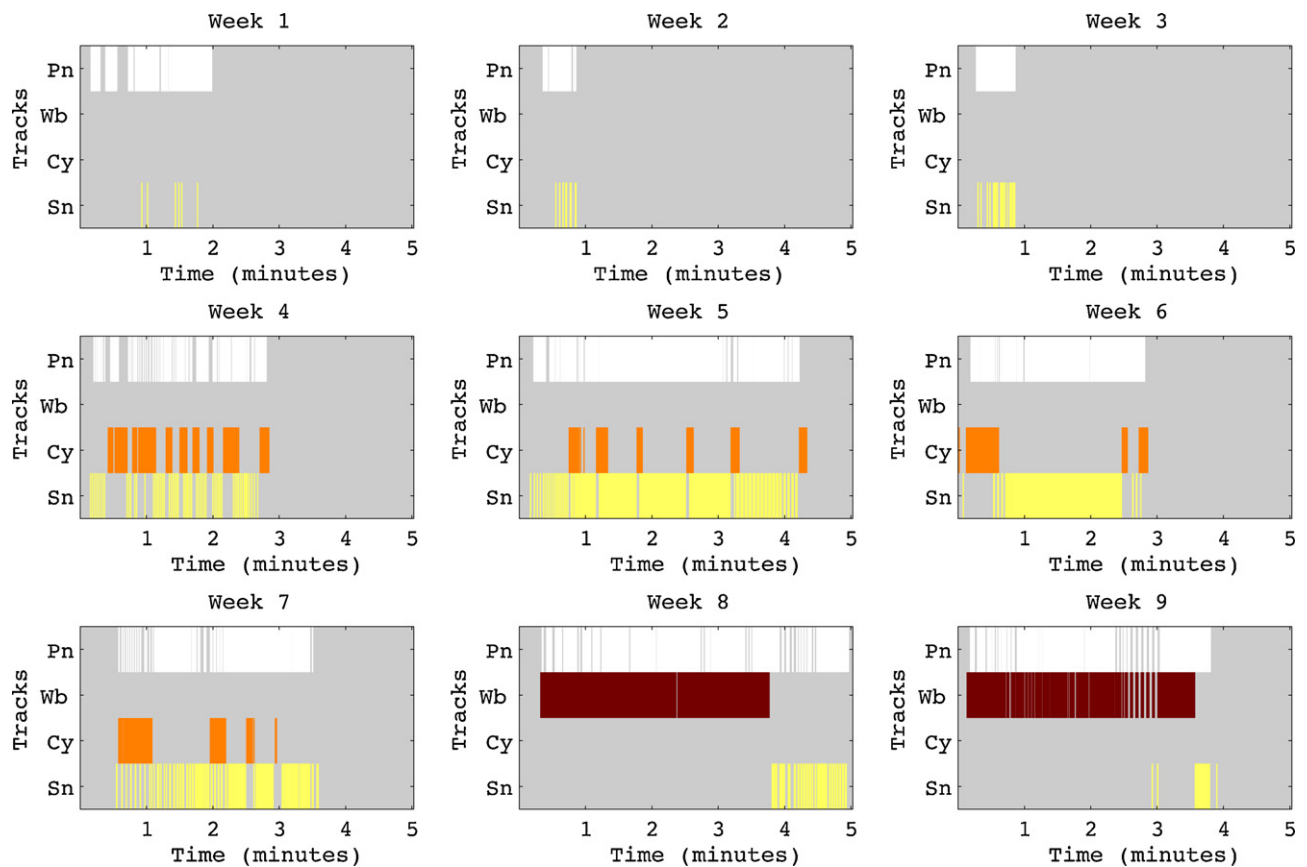 Week 1
Week 2
Week 3
Tracks
Pn
Wb
Cy
Sn
1 2 3 4 5
Time (minutes)
Tracks
Pn
Wb
Cy
Sn
1 2 3 4 5
Time (minutes)
Tracks
Pn
Wb
Cy
Sn
1 2 3 4 5
Time (minutes)
Week 4
Week 5
Week 6
Tracks
Pn
Wb
Cy
Sn
1 2 3 4 5
Time (minutes)
Tracks
Pn
Wb
Cy
Sn
1 2 3 4 5
Time (minutes)
Tracks
Pn
Wb
Cy
Sn
1 2 3 4 5
Time (minutes)
Week 7
Week 8
Week 9
Tracks
Pn
Wb
Cy
Sn
1 2 3 4 5
Time (minutes)
Tracks
Pn
Wb
Cy
Sn
1 2 3 4 5
Time (minutes)
Tracks
Pn
Wb
Cy
Sn
1 2 3 4 5
Time (minutes)